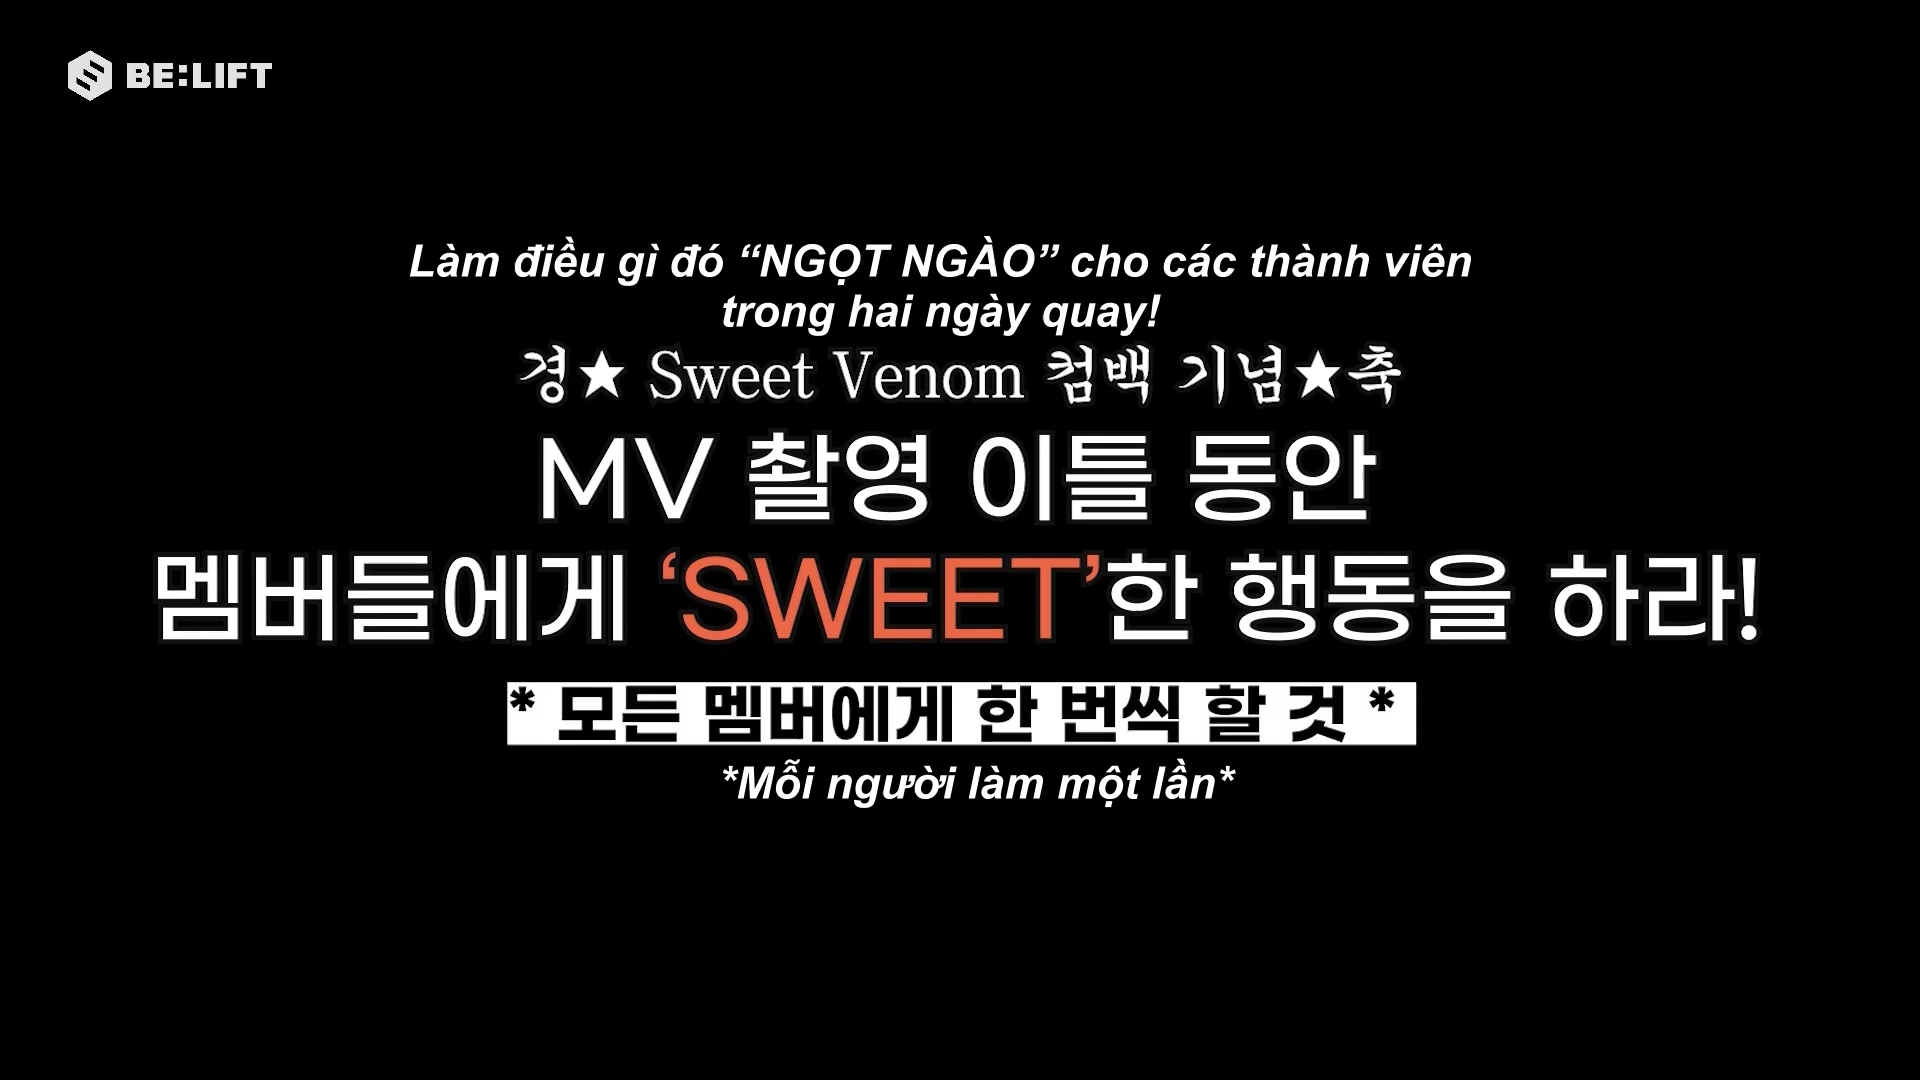 BE:LIFT
Làm điều gì đó “NGỌT NGÀO” cho các thành viên
trong hai ngày quay!
경★ Sweet Venom 컴백 기념★축
MV 촬영 이틀 동안
멤버들에게 ‘SWEET’한 행동을 하라!
* 모든 멤버에게 한 번씩 할 것 *
*Mỗi người làm một lần*